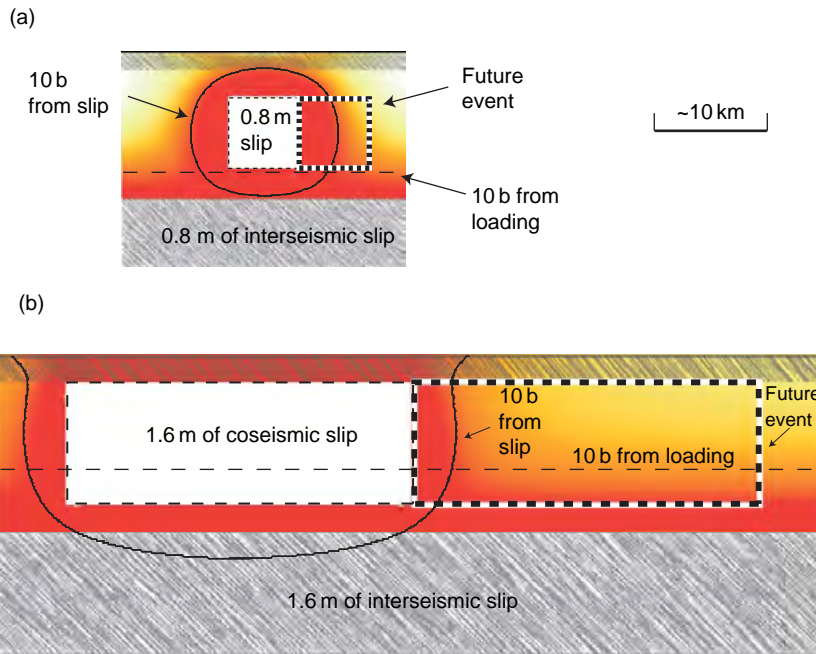 (a)
10 b
from slip
0.8 m
slip
Future
event
~10 km
10 b from
loading
0.8 m of interseismic slip
(b)
1.6 m of coseismic slip
10 b
from
slip
10 b from loading
Future
event
1.6 m of interseismic slip